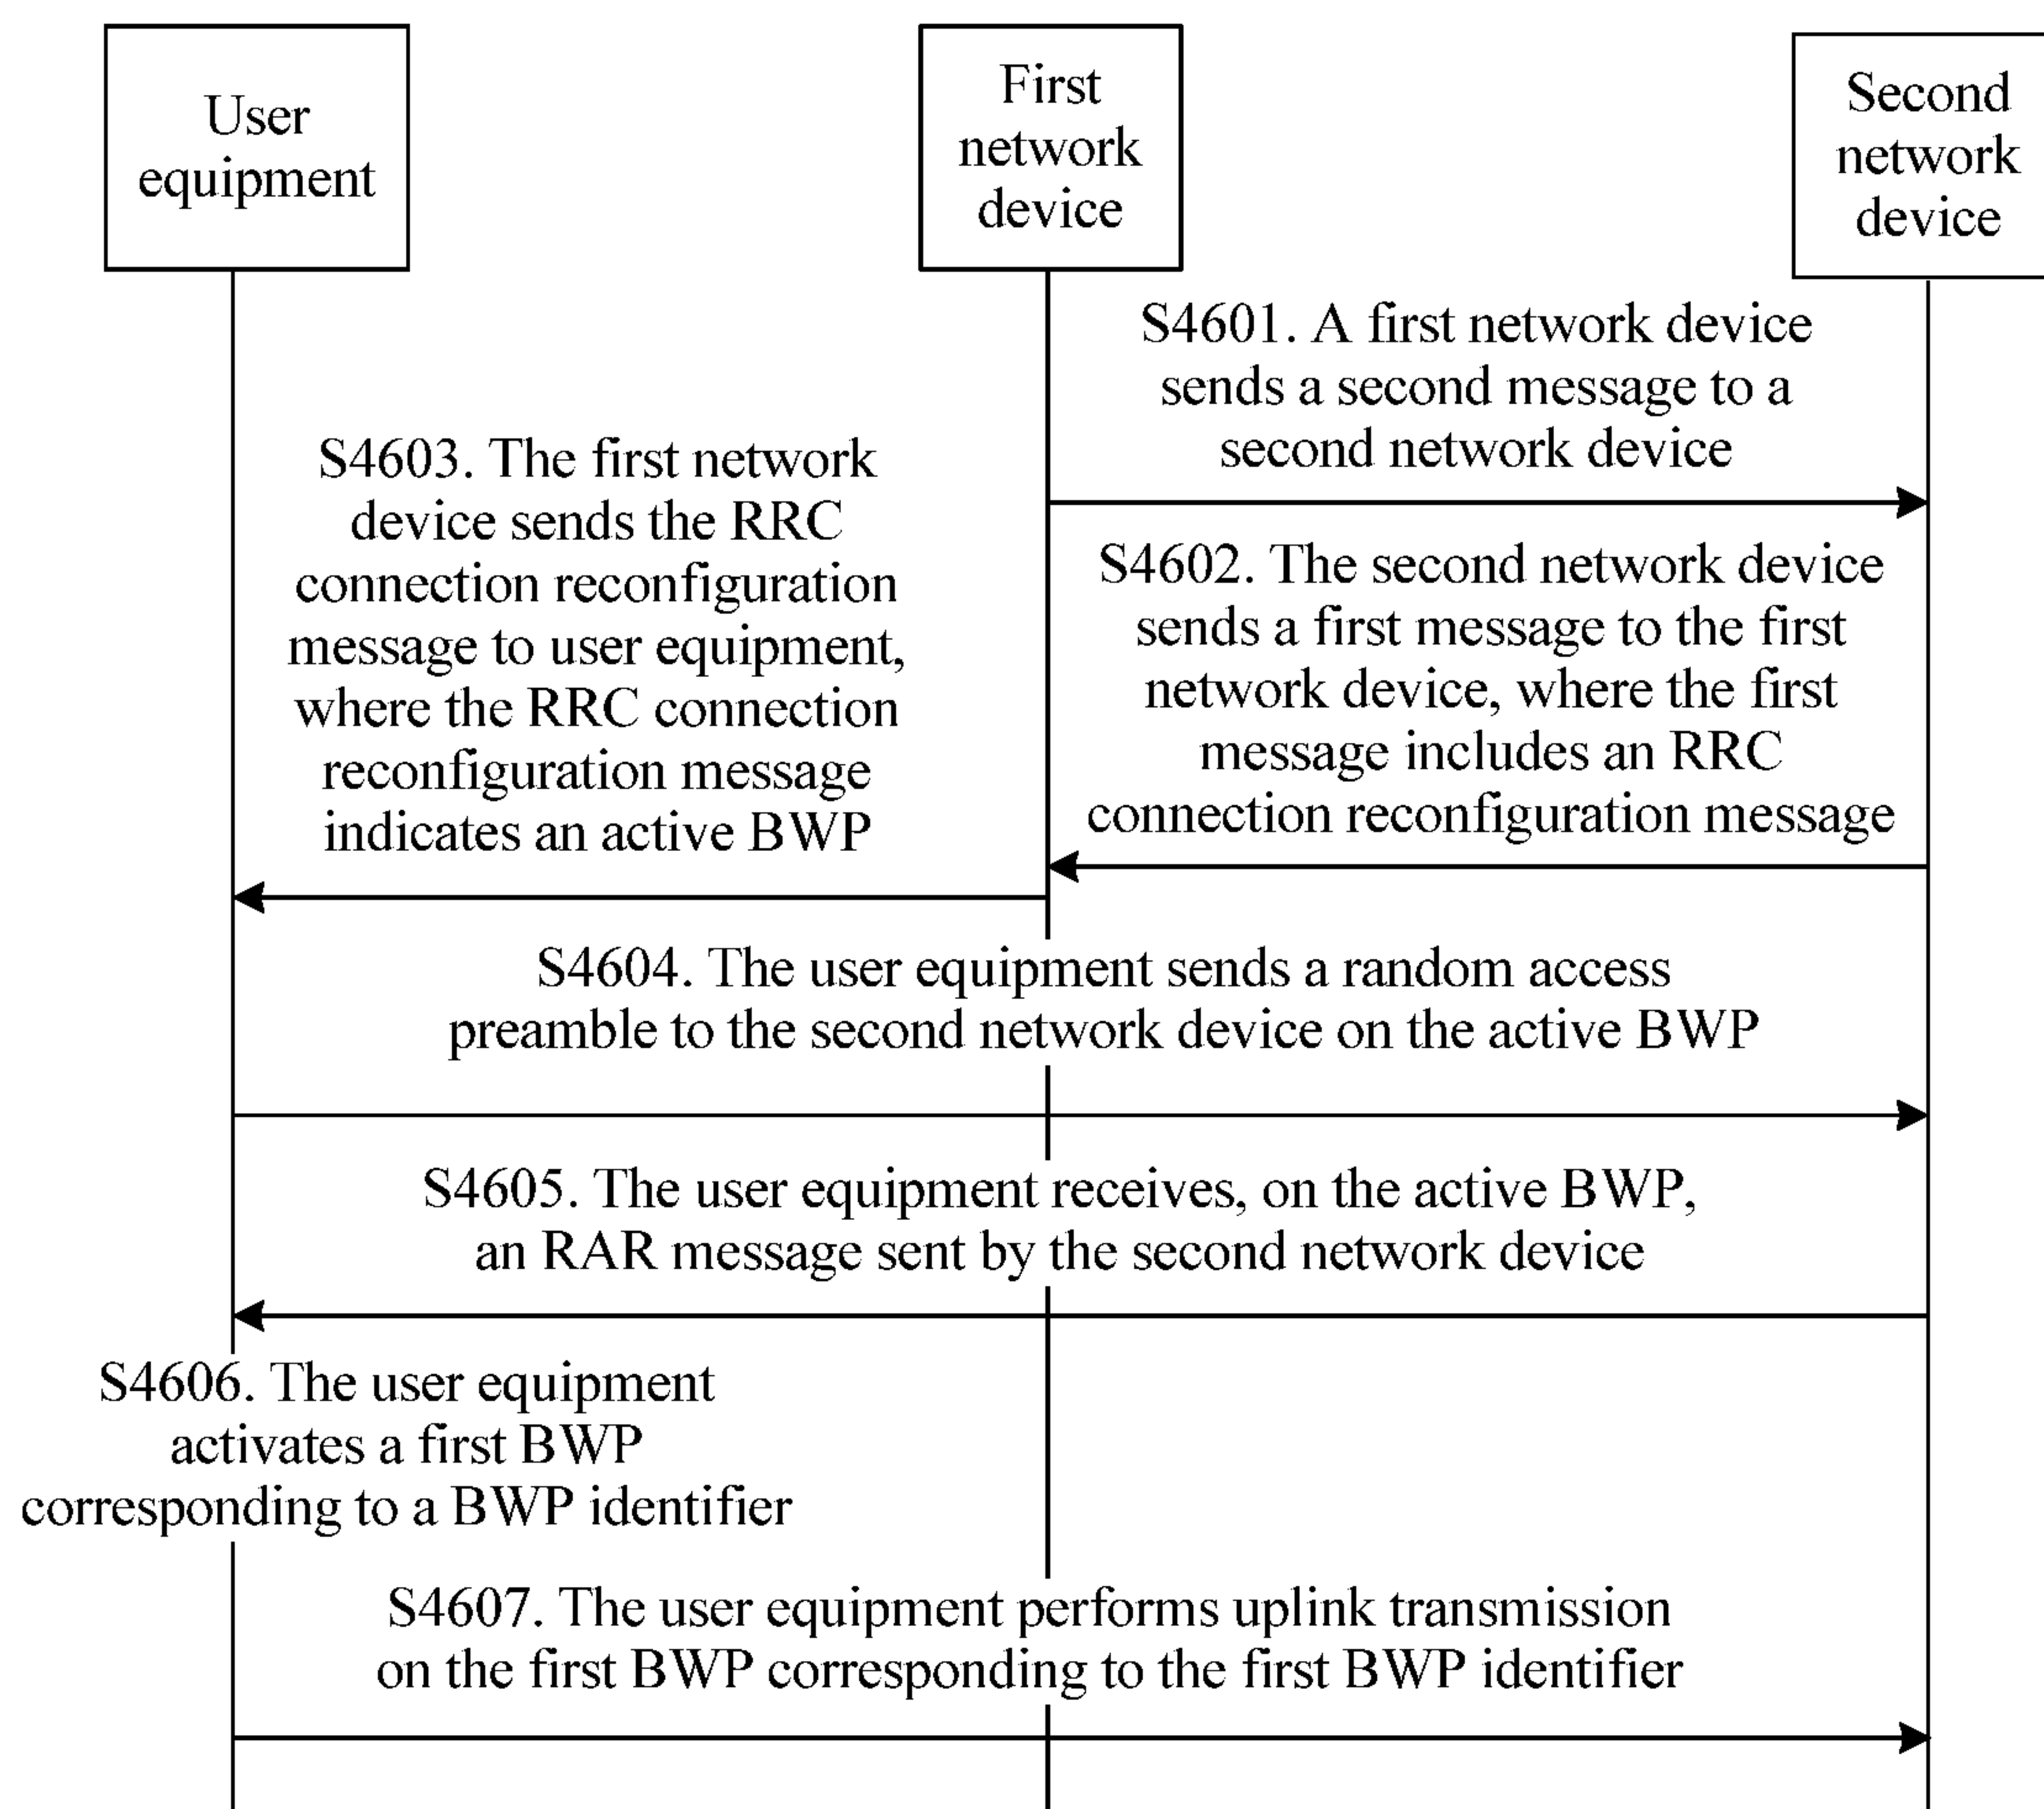 User
equipment
First
network
device
Second
network
device
S4601. A first network device
sends a second message to a
second network device
S4603. The first network
device sends the RRC
connection reconfiguration
message to user equipment,
where the RRC connection
reconfiguration message
indicates an active BWP
S4602. The second network device
sends a first message to the first
network device, where the first
message includes an RRC
connection reconfiguration message
S4604. The user equipment sends a random access
preamble to the second network device on the active BWP
S4605. The user equipment receives, on the active BWP,
an RAR message sent by the second network device
S4606. The user equipment
activates a first BWP
corresponding to a BWP identifier
S4607. The user equipment performs uplink transmission
on the first BWP corresponding to the first BWP identifier